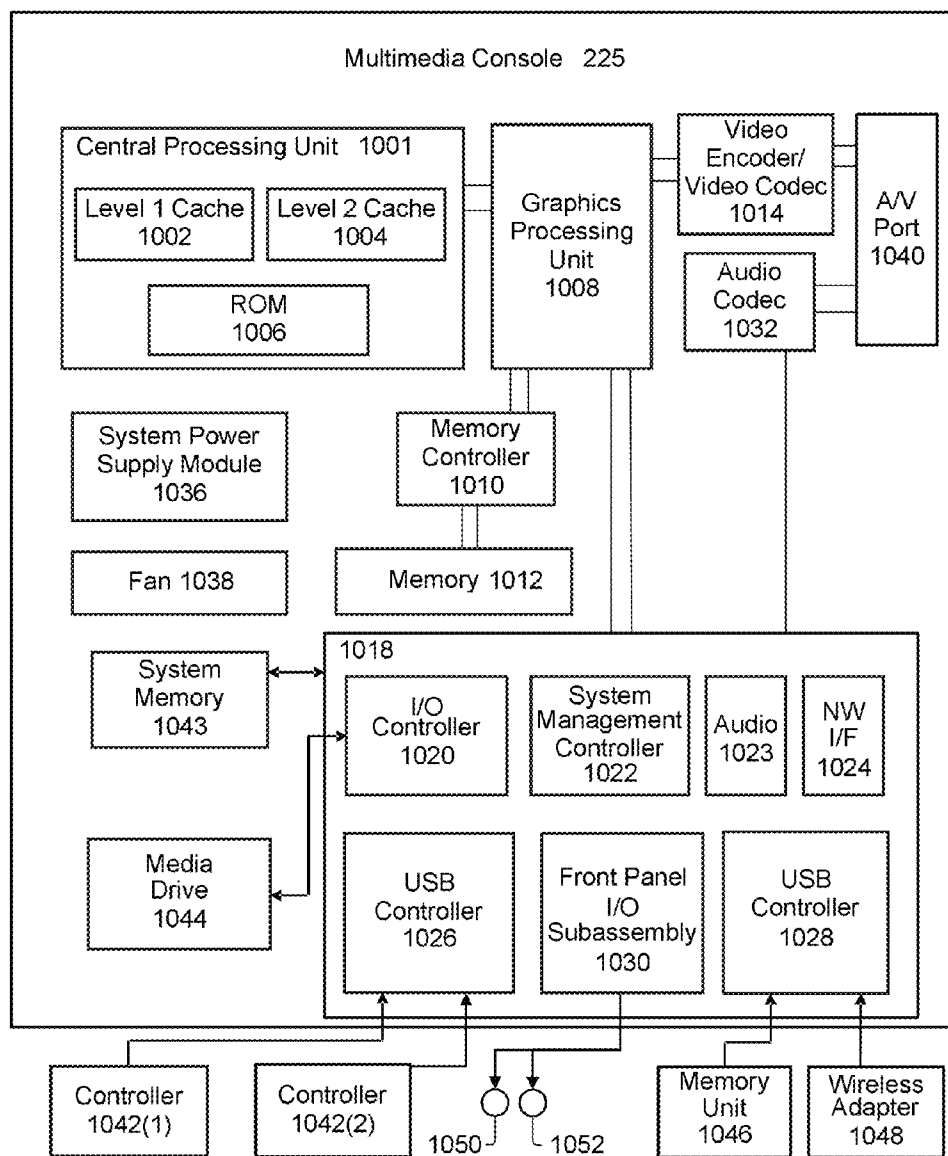 Multimedia Console 225
Central Processing Unit 1001
Level 1 Cache
1002
Level 2 Cache
1004
ROM
1006
Graphics
Processing
Unit
1008
Video
Encoder/
Video Codec
1014
A/V
Port
1040
Audio
Codec
1032
System Power
Supply Module
1036
Memory
Controller
1010
Fan 1038
Memory 1012
1018
System
Memory
1043
I/O
Controller
1020
System
Management
Controller
1022
Audio
1023
NW
I/F
1024
Media
Drive
1044
USB
Controller
1026
Front Panel
I/O
Subassembly
1030
USB
Controller
1028
Controller
1042(1)
Controller
1042(2)
1050
1052
Memory
Unit
1046
Wireless
Adapter
1048